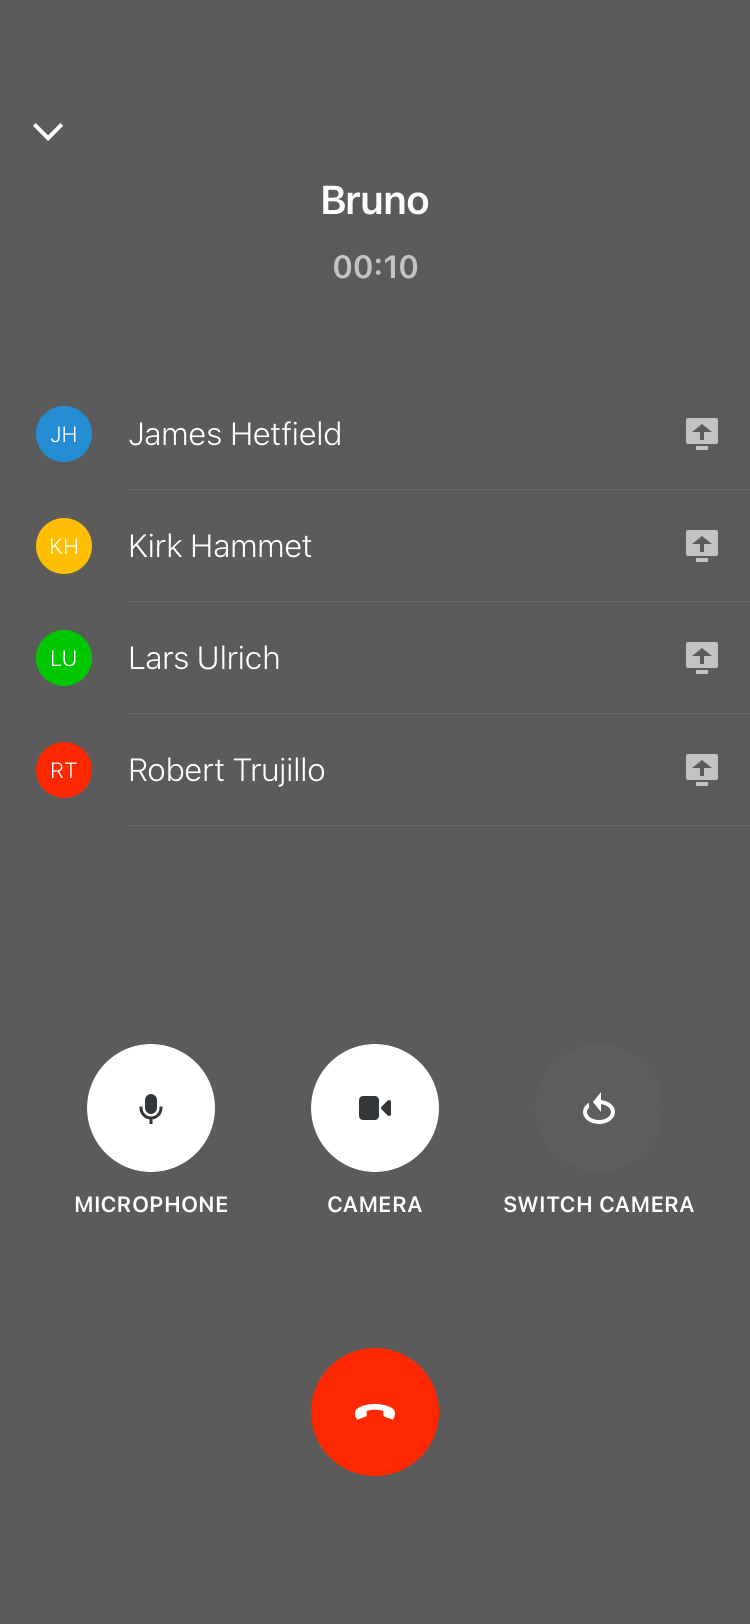 Bruno
00:10
JH James Hetfield
KH Kirk Hammet
LU Lars Ulrich
RT Robert Trujillo
MICROPHONE CAMERA SWITCH CAMERA